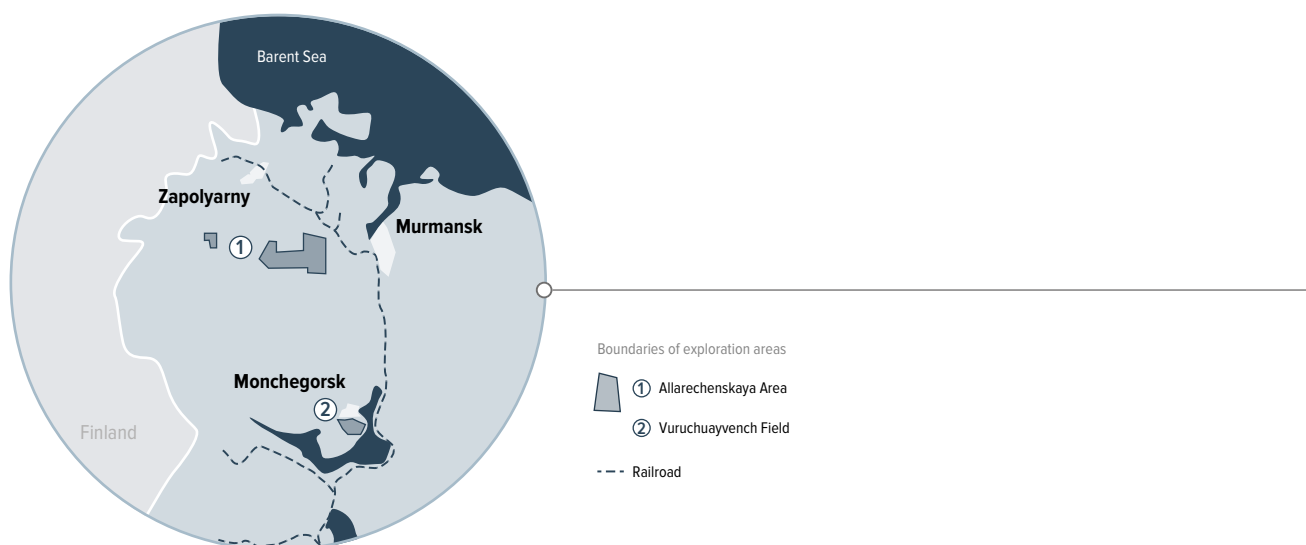 Barent Sea
Zapolyarny
1
Murmansk
Monchegorsk
2
Finland
Boundaries of exploration areas
1 Allarechenskaya Area
2 Vuruchuayvench Field
Railroad